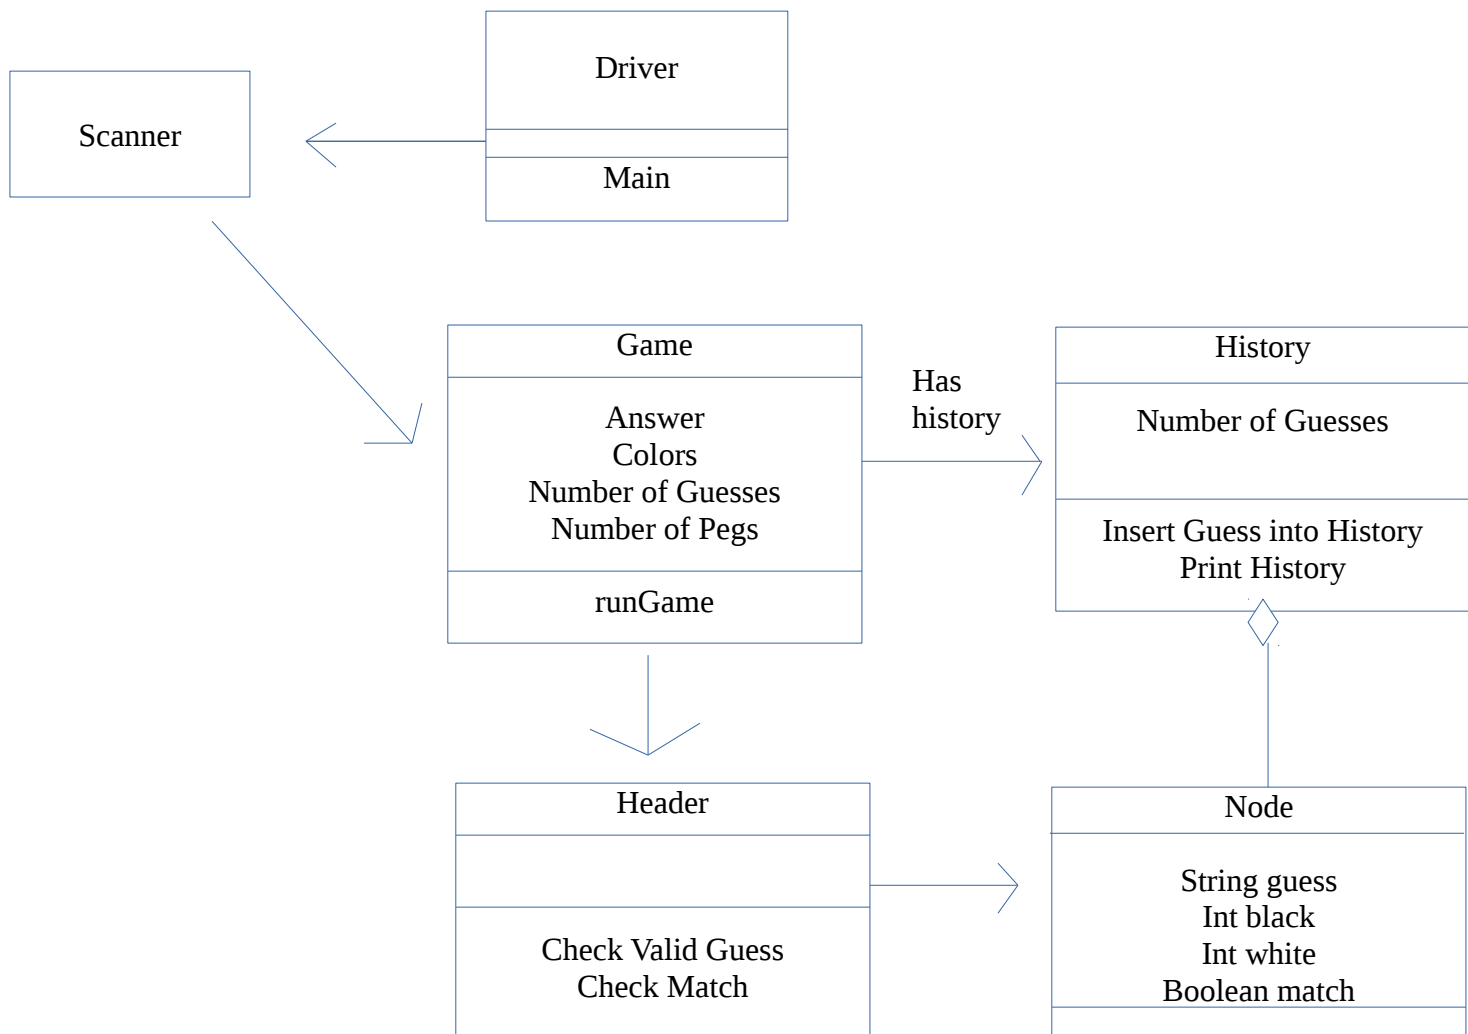 Driver
Scanner
Main
Game
Answer
Colors
Number of Guesses
Number of Pegs
runGame
Has
history
History
Number of Guesses
Insert Guess into History
Print History
Header
Check Valid Guess
Check Match
Node
String guess
Int black
Int white
Boolean match